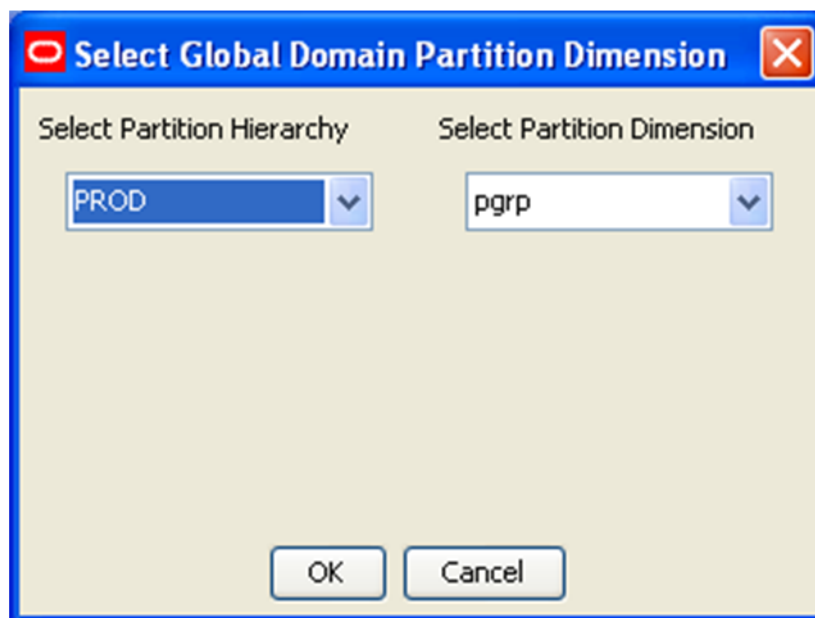 Select Global Domain Partition Dimension
Select Partition Hierarchy Select Partition Dimension
PROD pgrp
OK Cancel